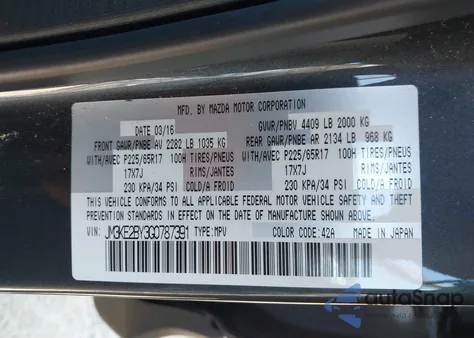 MFD. BY MAZDA MOTOR CORPORATION
03/16 GVWR/PNBV 4409 LB 2000 KG
FRONT GAWR/PNBE AV 2282 LB 1035 KG REAR GAWR/PNBE AR 2134 LB 968 KG
WITH/AVEC P225/65R17 100H TIRES/PNEUS WITH/AVEC P225/65R17 100H TIRES/PNEUS
17X7J RIMS/JANTES 17X7J RIMS/JANTES
230 KPA/34 PSI COLD/A FROID 230 KPA/34 PSI COLD/A FROID
THIS VEHICLE CONFORMS TO ALL APPLICABLE FEDERAL MOTOR VEHICLE SAFETY,
BUMPER, AND THEFT PREVENTION STANDARDS IN EFFECT ON THE
DATE OF MANUFACTURE SHOWN ABOVE.
VIN: JM3KE2BY3G0787391 TYPE: MPV COLOR CODE: 42A MADE IN JAPAN
autoSnap